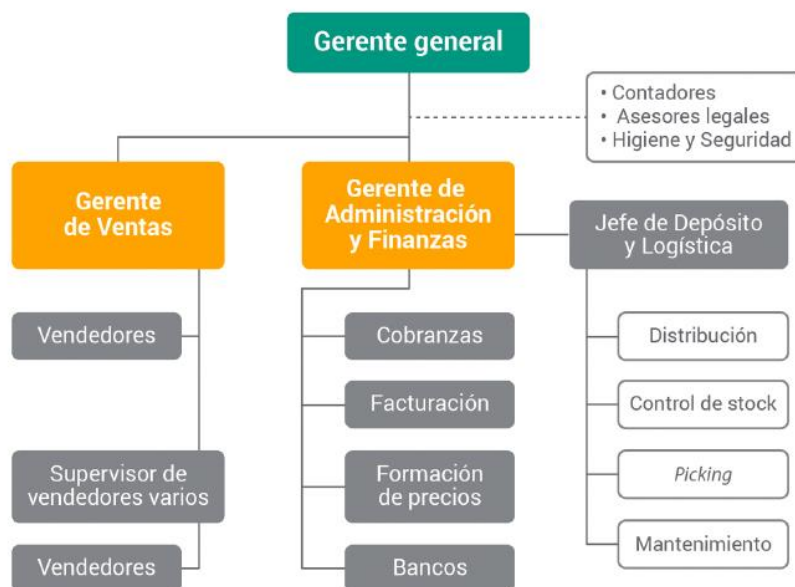 Gerente general
• Contadores
• Asesores legales
• Higiene y Seguridad
Gerente
de Ventas
Gerente de
Administración
y Finanzas
Jefe de Depósito
y Logística
Vendedores
Supervisor de
vendedores varios
Vendedores
Cobranzas
Facturación
Formación
de precios
Bancos
Distribución
Control de stock
Picking
Mantenimiento